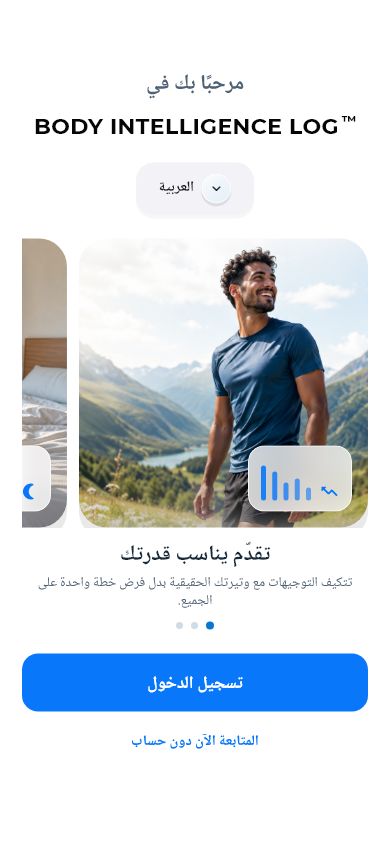 مرحبًا بك في
BODY INTELLIGENCE LOG™
العربية
تقدّم يناسب قدرتك
تتكيف التوجيهات مع وتيرتك الحقيقية بدل فرض خطة واحدة على
الجميع.
تسجيل الدخول
المتابعة الآن دون حساب